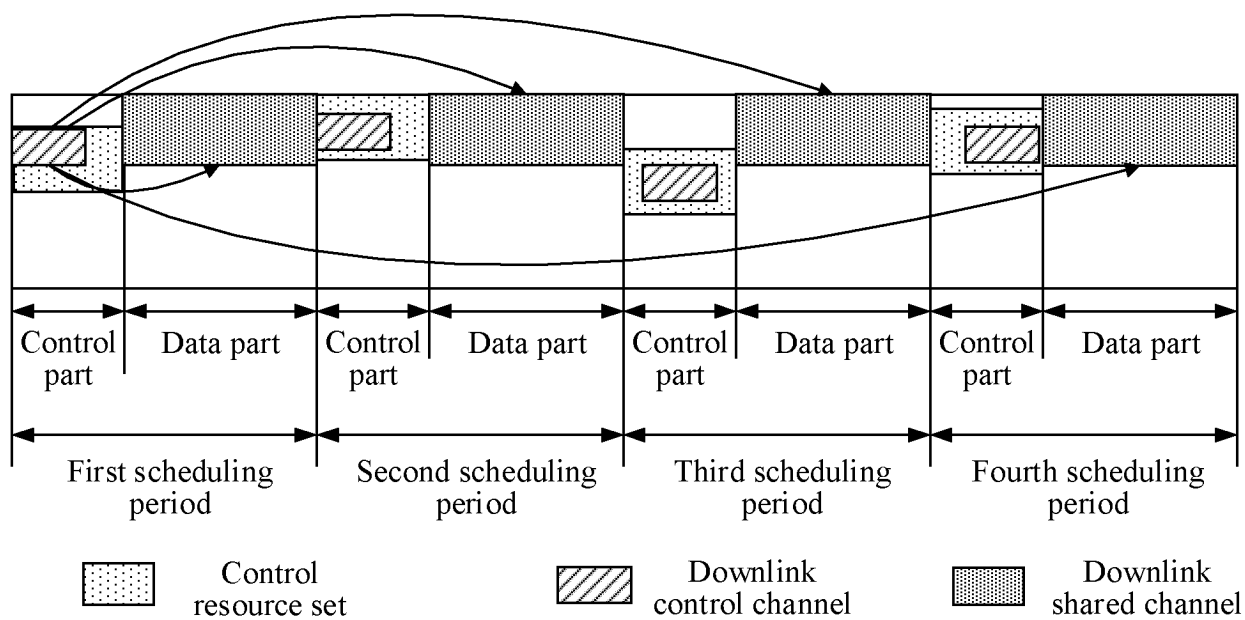 Control
part
Data part
Control
part
Data part
Control
part
Data part
Control
part
Data part
First scheduling
period
Second scheduling
period
Third scheduling
period
Fourth scheduling
period
Control
resource set
Downlink
control channel
Downlink
shared channel